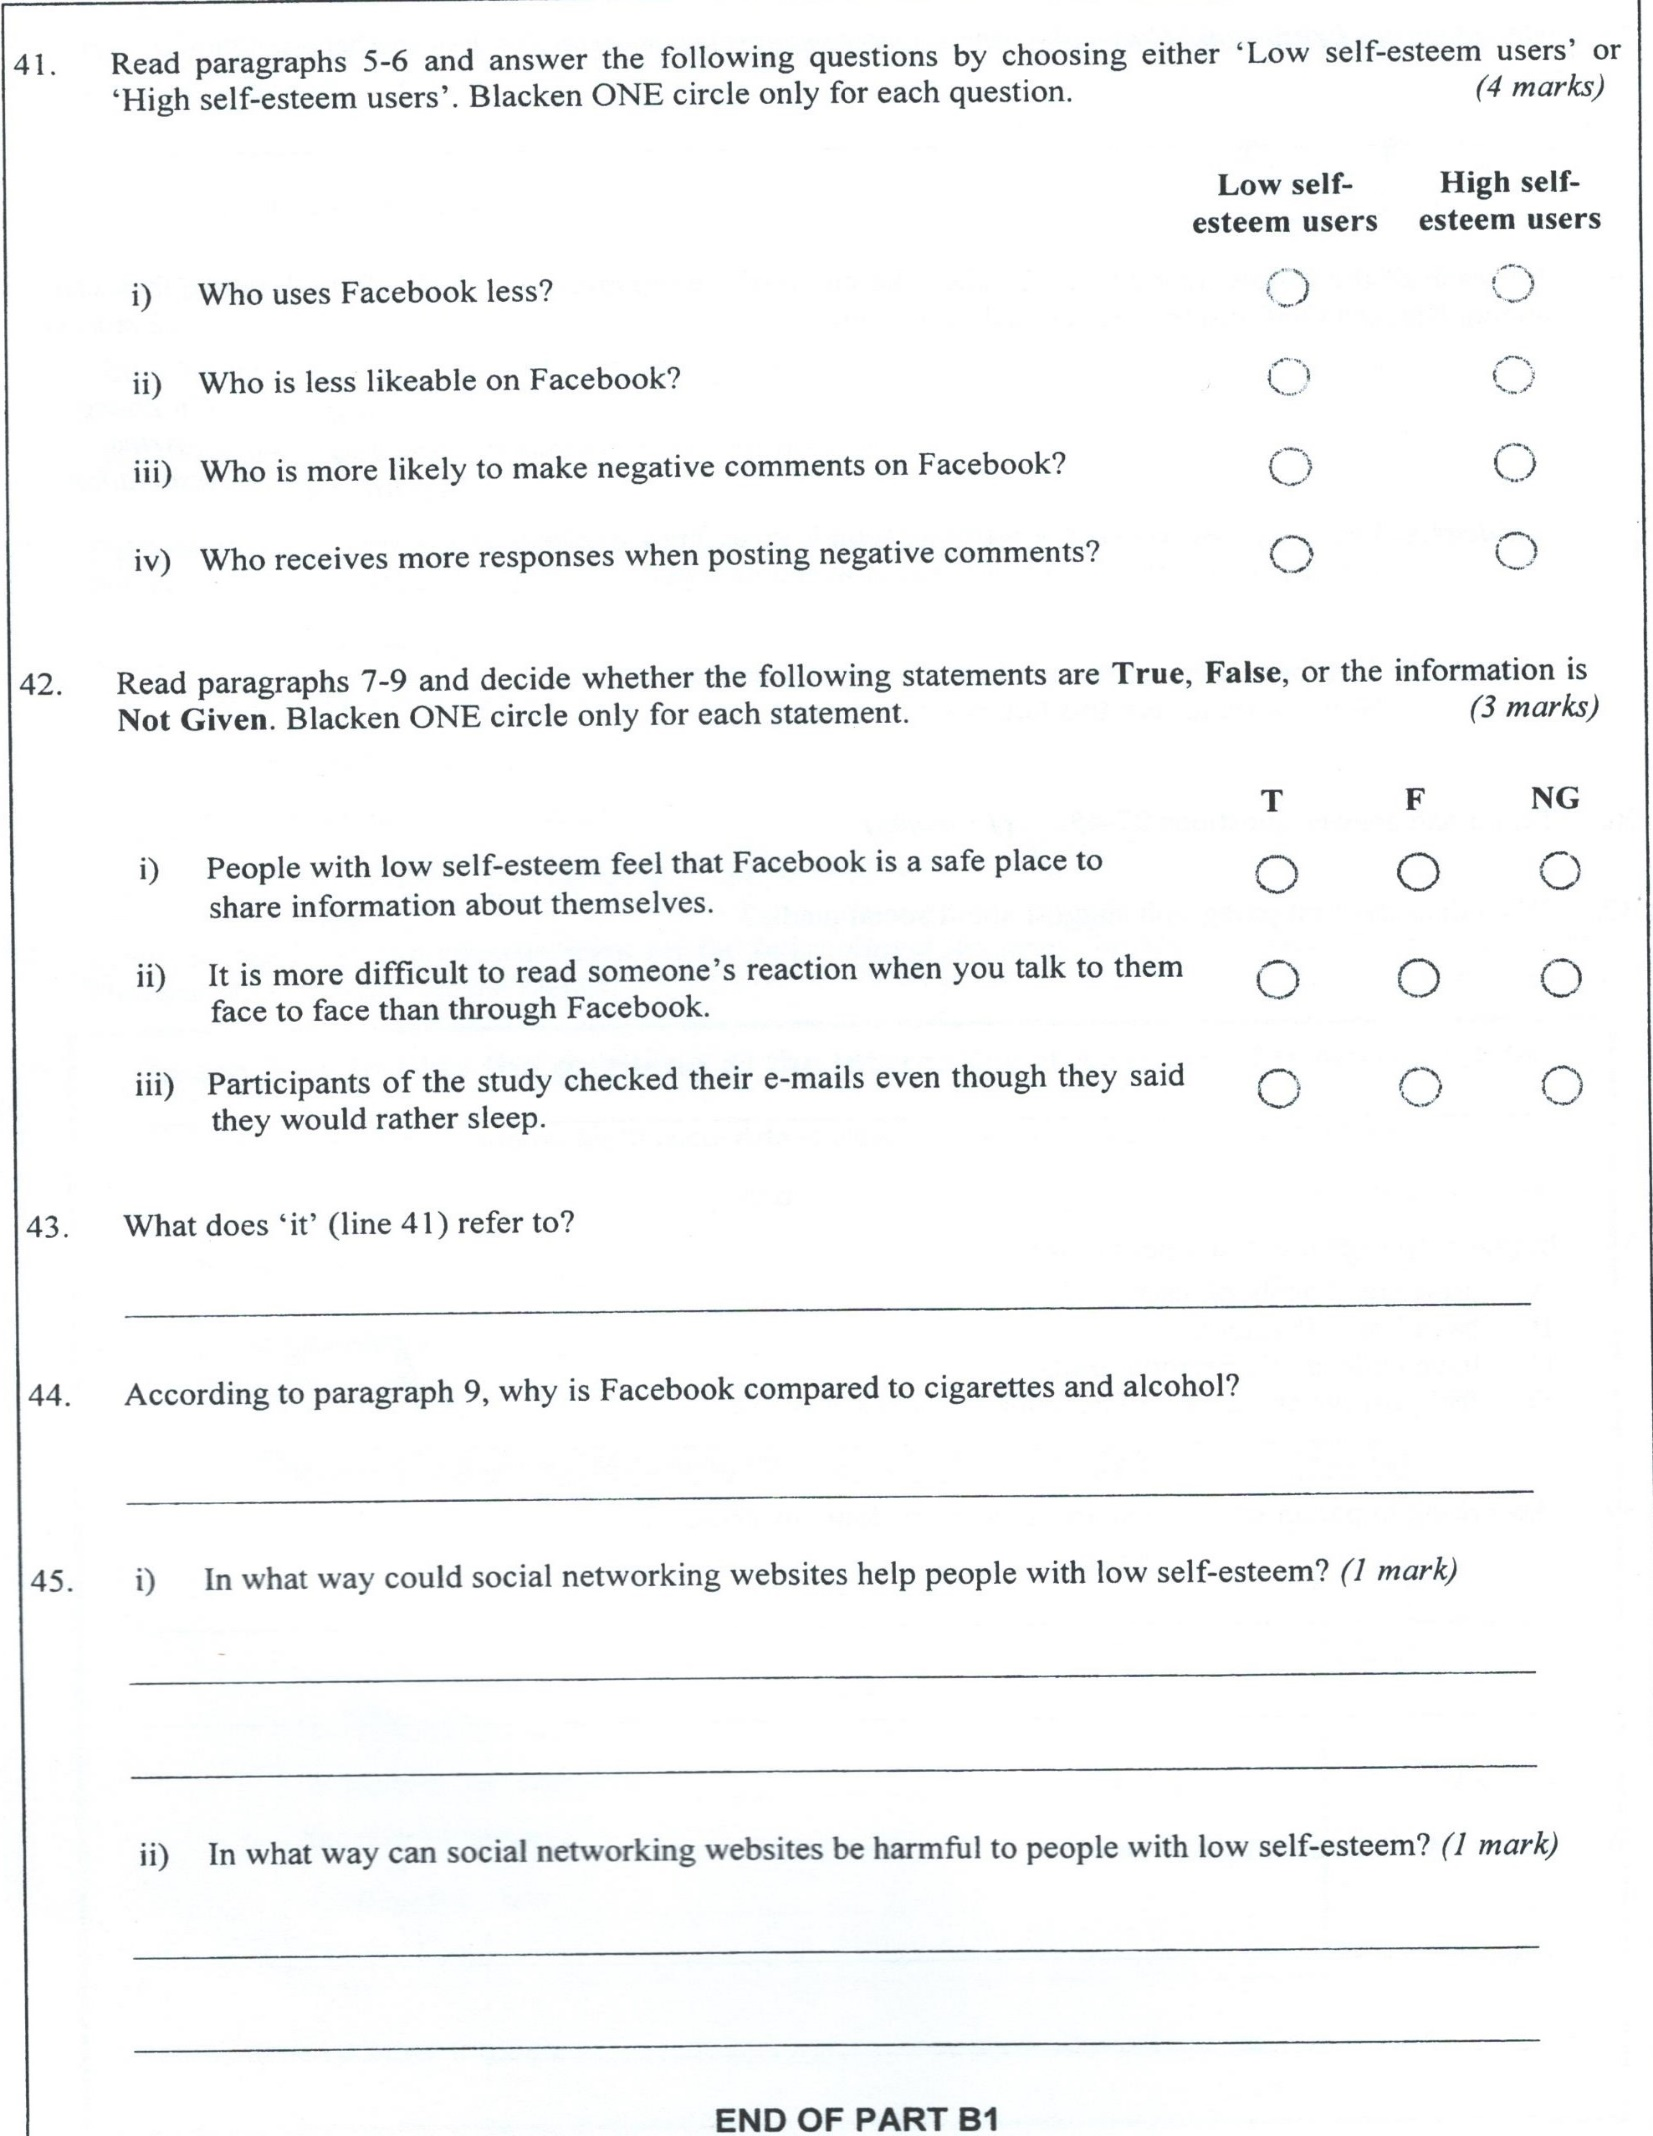 41. Read paragraphs 5-6 and answer the following questions by choosing either ‘Low self-esteem users’ or
‘High self-esteem users’. Blacken ONE circle only for each question. (4 marks)
Low self- High self-
esteem users esteem users
i) Who uses Facebook less?
ii) Who is less likeable on Facebook?
iii) Who is more likely to make negative comments on Facebook?
iv) Who receives more responses when posting negative comments?
42. Read paragraphs 7-9 and decide whether the following statements are True, False, or the information is
Not Given. Blacken ONE circle only for each statement. (3 marks)
T F NG
i) People with low self-esteem feel that Facebook is a safe place to
share information about themselves.
ii) It is more difficult to read someone’s reaction when you talk to them
face to face than through Facebook.
iii) Participants of the study checked their e-mails even though they said
they would rather sleep.
43. What does ‘it’ (line 41) refer to?
44. According to paragraph 9, why is Facebook compared to cigarettes and alcohol?
45. i) In what way could social networking websites help people with low self-esteem? (1 mark)
ii) In what way can social networking websites be harmful to people with low self-esteem? (1 mark)
END OF PART B1